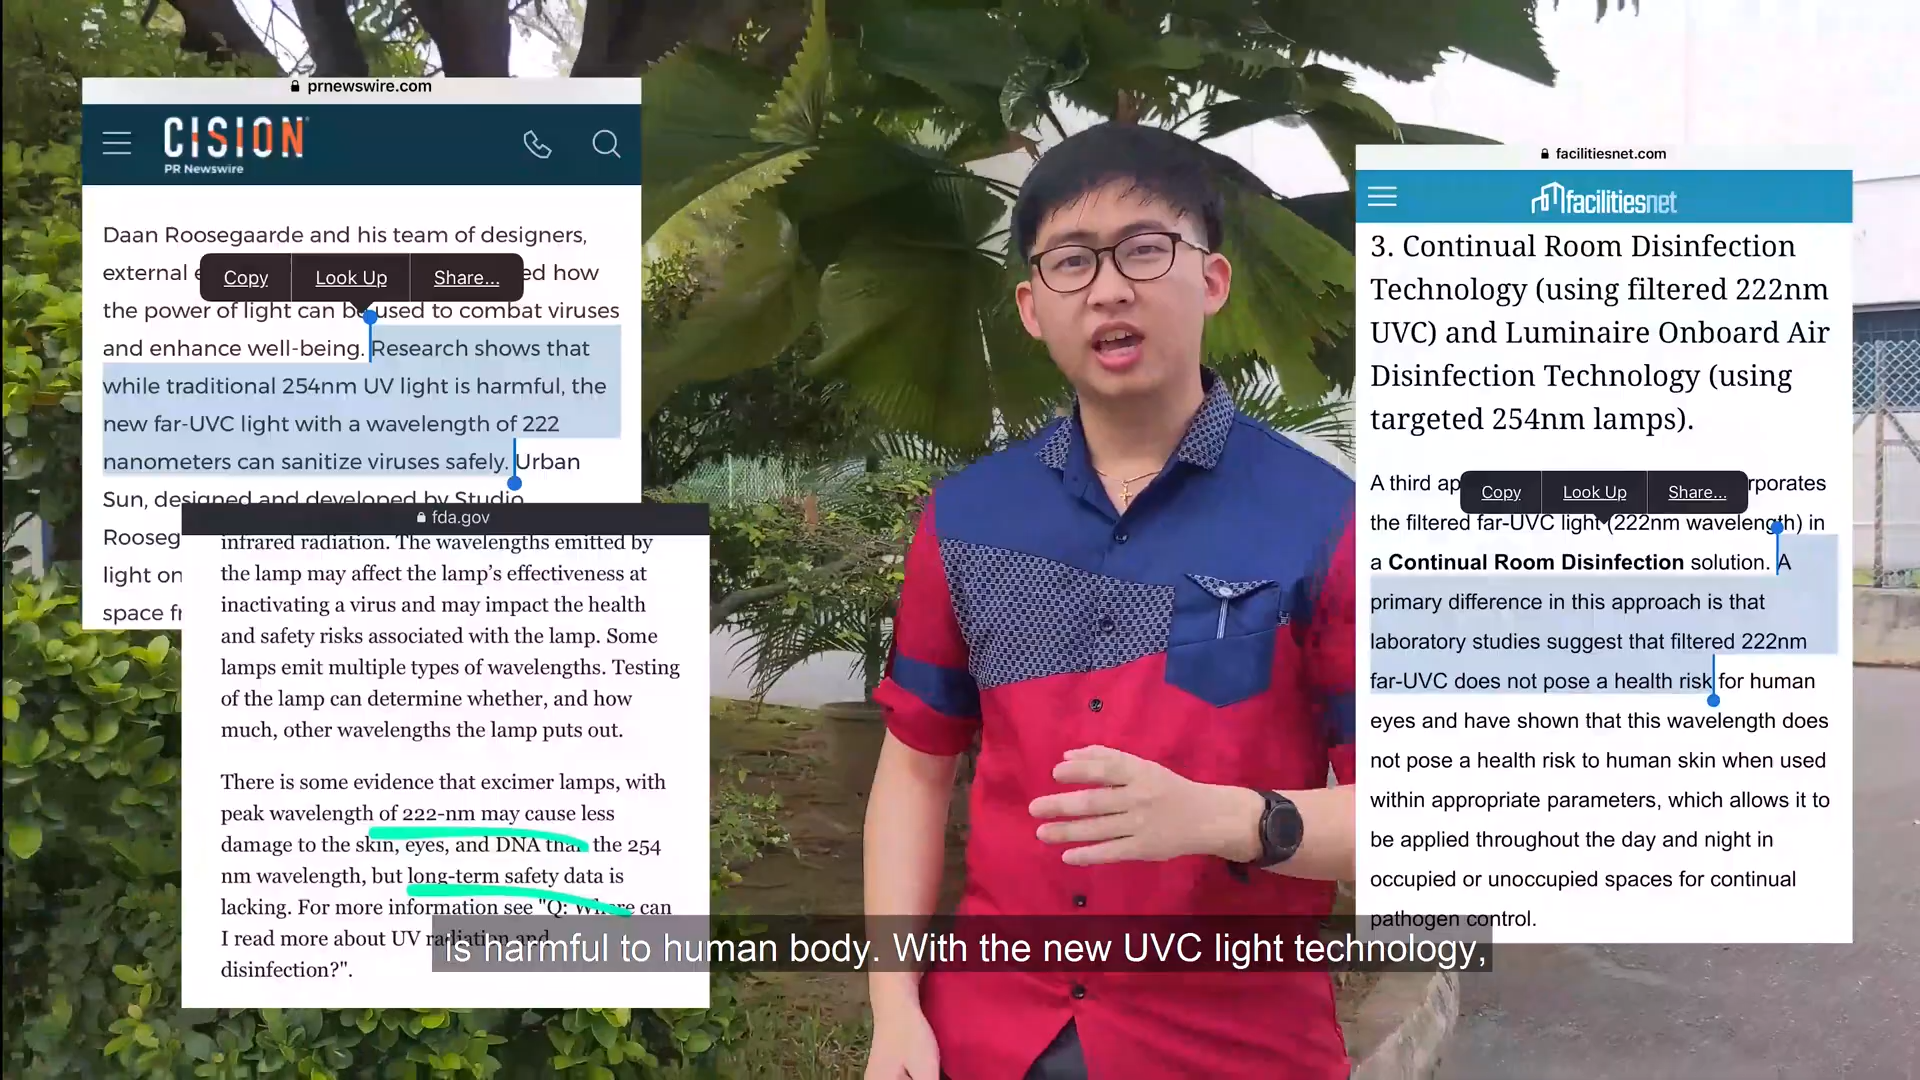 prnewswire.com
CISION
PR Newswire
Daan Roosegaarde and his team of designers,
external
Copy
Look Up
Share...
ed how
the power of light can be used to combat viruses
and enhance well-being. Research shows that
while traditional 254nm UV light is harmful, the
new far-UVC light with a wavelength of 222
nanometers can sanitize viruses safely. Urban
Sun, designed and developed by Studio
Rooseg
light on
space fr
fda.gov
infrared radiation. The wavelengths emitted by
the lamp may affect the lamp's effectiveness at
inactivating a virus and may impact the health
and safety risks associated with the lamp. Some
lamps emit multiple types of wavelengths. Testing
of the lamp can determine whether, and how
much, other wavelengths the lamp puts out.
There is some evidence that excimer lamps, with
peak wavelength of 222-nm may cause less
damage to the skin, eyes, and DNA than the 254
nm wavelength, but long-term safety data is
lacking. For more information see "Q: Where can
I read more about UV radiation and
disinfection?".
facilitiesnet.com
facilitiesnet
3. Continual Room Disinfection
Technology (using filtered 222nm
UVC) and Luminaire Onboard Air
Disinfection Technology (using
targeted 254nm lamps).
A third ap
Copy
Look Up
Share...
rporates
the filtered far-UVC light (222nm wavelength) in
a Continual Room Disinfection solution. A
primary difference in this approach is that
laboratory studies suggest that filtered 222nm
far-UVC does not pose a health risk for human
eyes and have shown that this wavelength does
not pose a health risk to human skin when used
within appropriate parameters, which allows it to
be applied throughout the day and night in
occupied or unoccupied spaces for continual
pathogen control.
is harmful to human body. With the new UVC light technology,